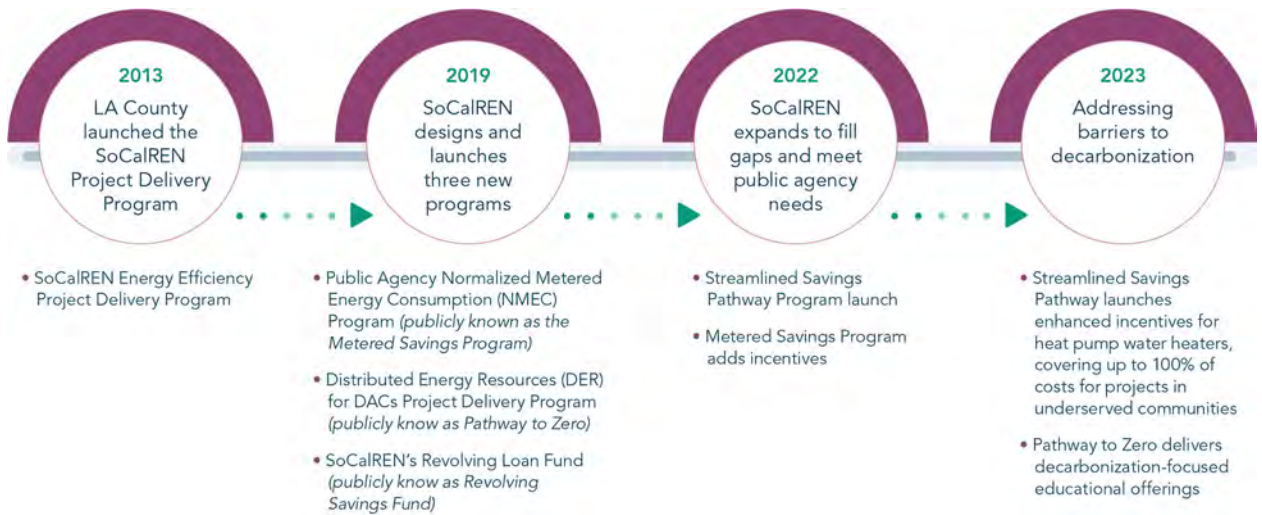 2013
LA County
launched the
SoCalREN
Project Delivery
Program
2019
SoCalREN
designs and
launches
three new
programs
2022
SoCalREN
expands to fill
gaps and meet
public agency
needs
2023
Addressing
barriers to
decarbonization
• SoCalREN Energy Efficiency
Project Delivery Program
• Public Agency Normalized Metered
Energy Consumption (NMEC)
Program (publicly known as the
Metered Savings Program)
• Distributed Energy Resources (DER)
for DACs Project Delivery Program
(publicly know as Pathway to Zero)
• SoCalREN's Revolving Loan Fund
(publicly know as Revolving
Savings Fund)
• Streamlined Savings
Pathway Program launch
• Metered Savings Program
adds incentives
• Streamlined Savings
Pathway launches
enhanced incentives for
heat pump water heaters,
covering up to 100% of
costs for projects in
underserved communities
• Pathway to Zero delivers
decarbonization-focused
educational offerings